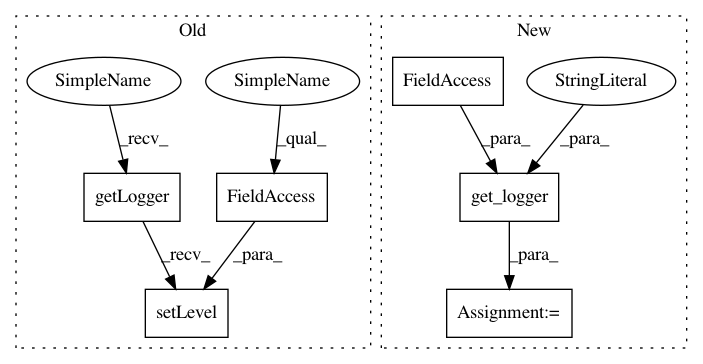 Old
New
SimpleName
SimpleName
FieldAccess
StringLiteral
_recv_
_qual_
_para_
_para_
getLogger
FieldAccess
get_logger
_recv_
_para_
_para_
setLevel
Assignment:=